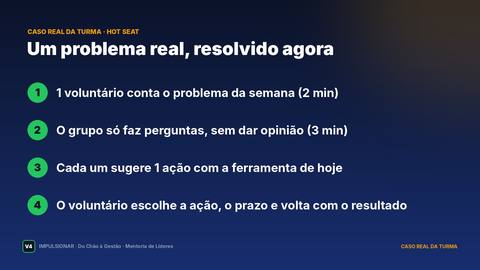 CASO REAL DA TURMA · HOT SEAT
Um problema real, resolvido agora
1 1 voluntário conta o problema da semana (2 min)
2 O grupo só faz perguntas, sem dar opinião (3 min)
3 Cada um sugere 1 ação com a ferramenta de hoje
4 O voluntário escolhe a ação, o prazo e volta com o resultado
V4 IMPULSIONAR · Do Chão à Gestão · Mentoria de Líderes
CASO REAL DA TURMA